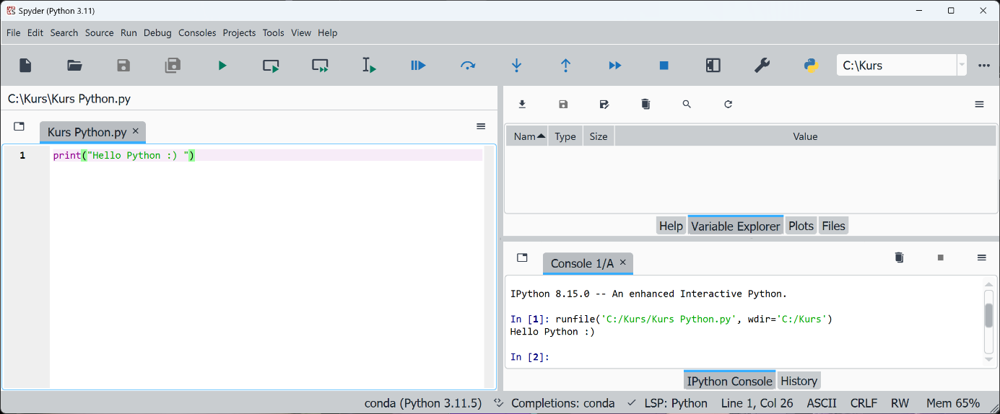 Spyder (Python 3.11)
File Edit Search Source Run Debug Consoles Projects Tools View Help
C:\Kurs
C:\Kurs\Kurs Python.py
Kurs Python.py
1 print("Hello Python :) ")
Nam Type Size Value
Help Variable Explorer Plots Files
Console 1/A
IPython 8.15.0 -- An enhanced Interactive Python.
In [1]: runfile('C:/Kurs/Kurs Python.py', wdir='C:/Kurs')
Hello Python :)
In [2]:
IPython Console History
conda (Python 3.11.5) Completions: conda LSP: Python Line 1, Col 26 ASCII CRLF RW Mem 65%